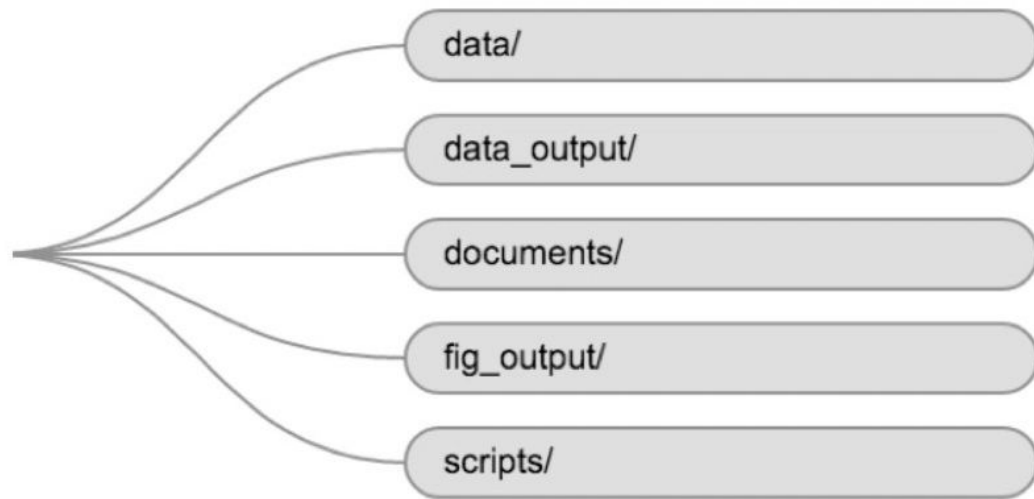 data/
data_output/
documents/
fig_output/
scripts/